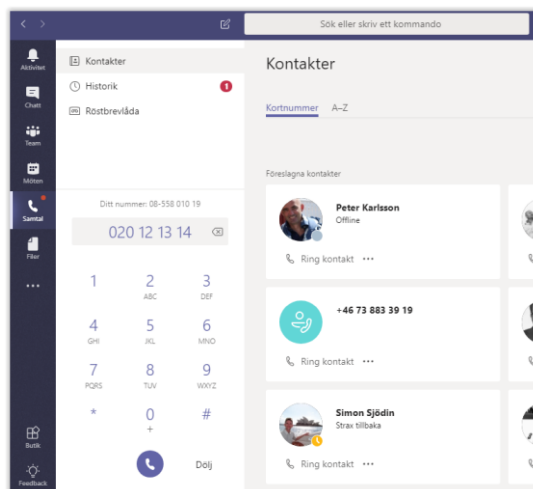 Sök eller skriv ett kommando
Aktivitet
Chatt
Team
Möten
Samtal
Filer
Butik
Feedback
Kontakter
Historik
1
Röstbrevlåda
Ditt nummer: 08-558 010 19
020 12 13 14
1
2
ABC
3
DEF
4
GHI
5
JKL
6
MNO
7
PQRS
8
TUV
9
WXYZ
*
0
+
#
Dölj
Kontakter
Kortnummer A–Z
Föreslagna kontakter
Peter Karlsson
Offline
Ring kontakt
+46 73 883 39 19
Ring kontakt
Simon Sjödin
Strax tillbaka
Ring kontakt